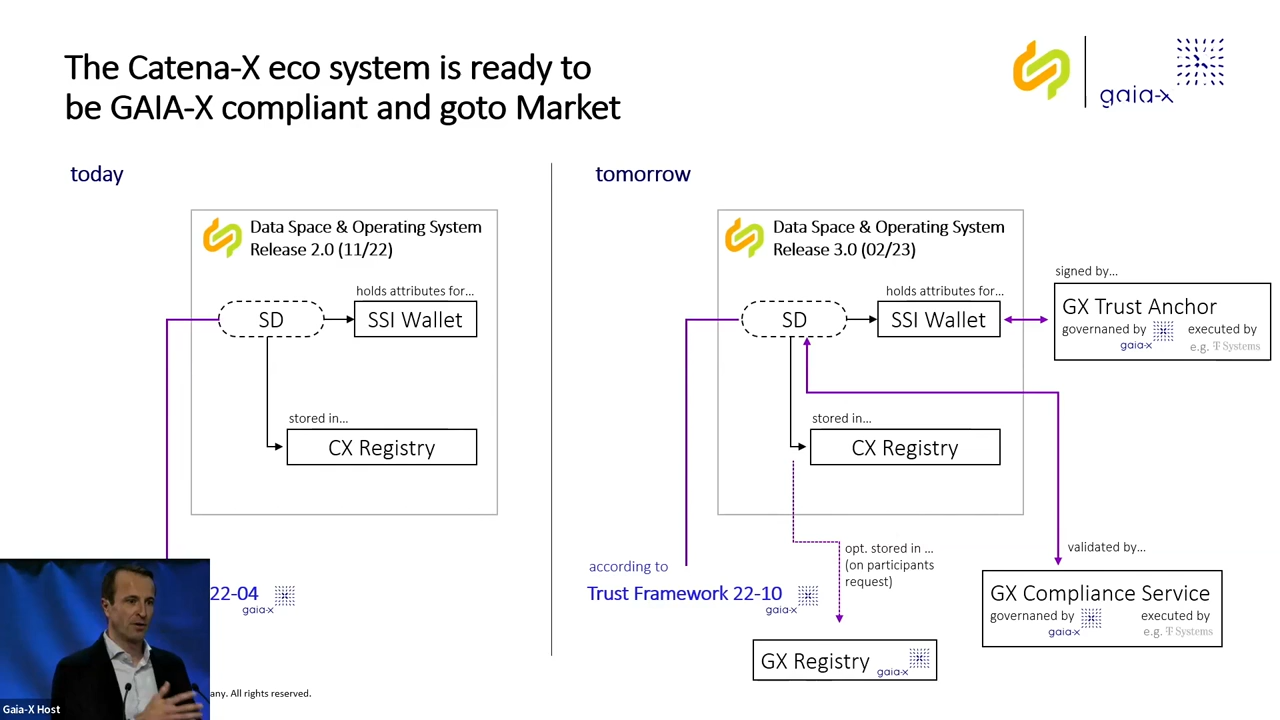 The Catena-X eco system is ready to
be GAIA-X compliant and goto Market
gaia-x
today
Data Space & Operating System
Release 2.0 (11/22)
holds attributes for...
SD
SSI Wallet
stored in...
CX Registry
22-04
gaia-x
any. All rights reserved.
Gaia-X Host
tomorrow
Data Space & Operating System
Release 3.0 (02/23)
holds attributes for...
SD
SSI Wallet
stored in...
CX Registry
signed by...
GX Trust Anchor
governaned by
gaia-x
executed by
e.g. T Systems
according to
Trust Framework 22-10
gaia-x
opt. stored in ...
(on participants
request)
GX Registry
gaia-x
validated by...
GX Compliance Service
governaned by
gaia-x
executed by
e.g. T Systems